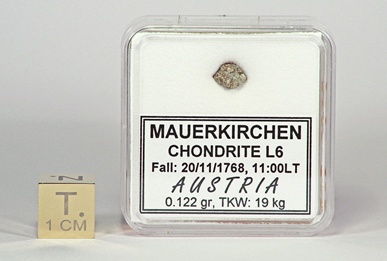 MAUERKIRCHEN
CHONDRITE L6
Fall: 20/11/1768, 11:00LT
AUSTRIA
0.122 gr, TKW: 19 kg
N
T
1 CM